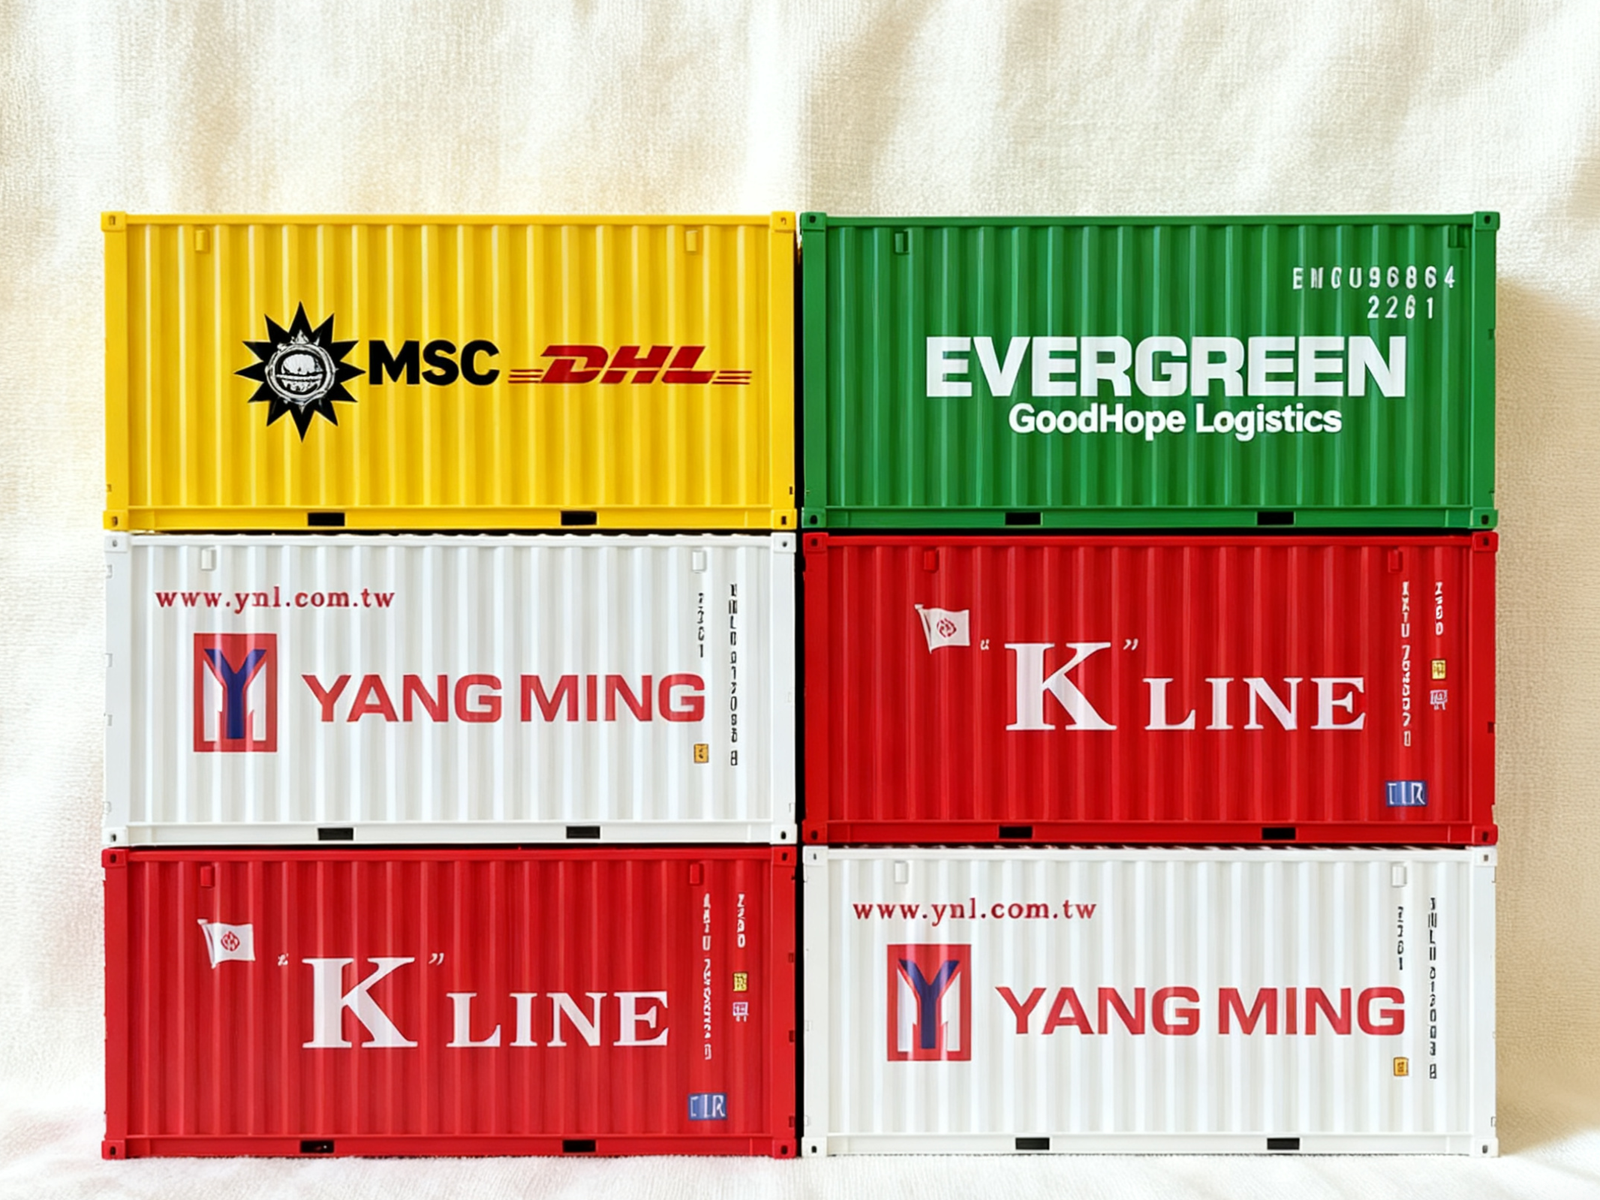 MSC DHL
ENCU96864
2261
EVERGREEN
GoodHope Logistics
www.ynl.com.tw
YANG MING
"K" LINE
"K" LINE
www.ynl.com.tw
YANG MING